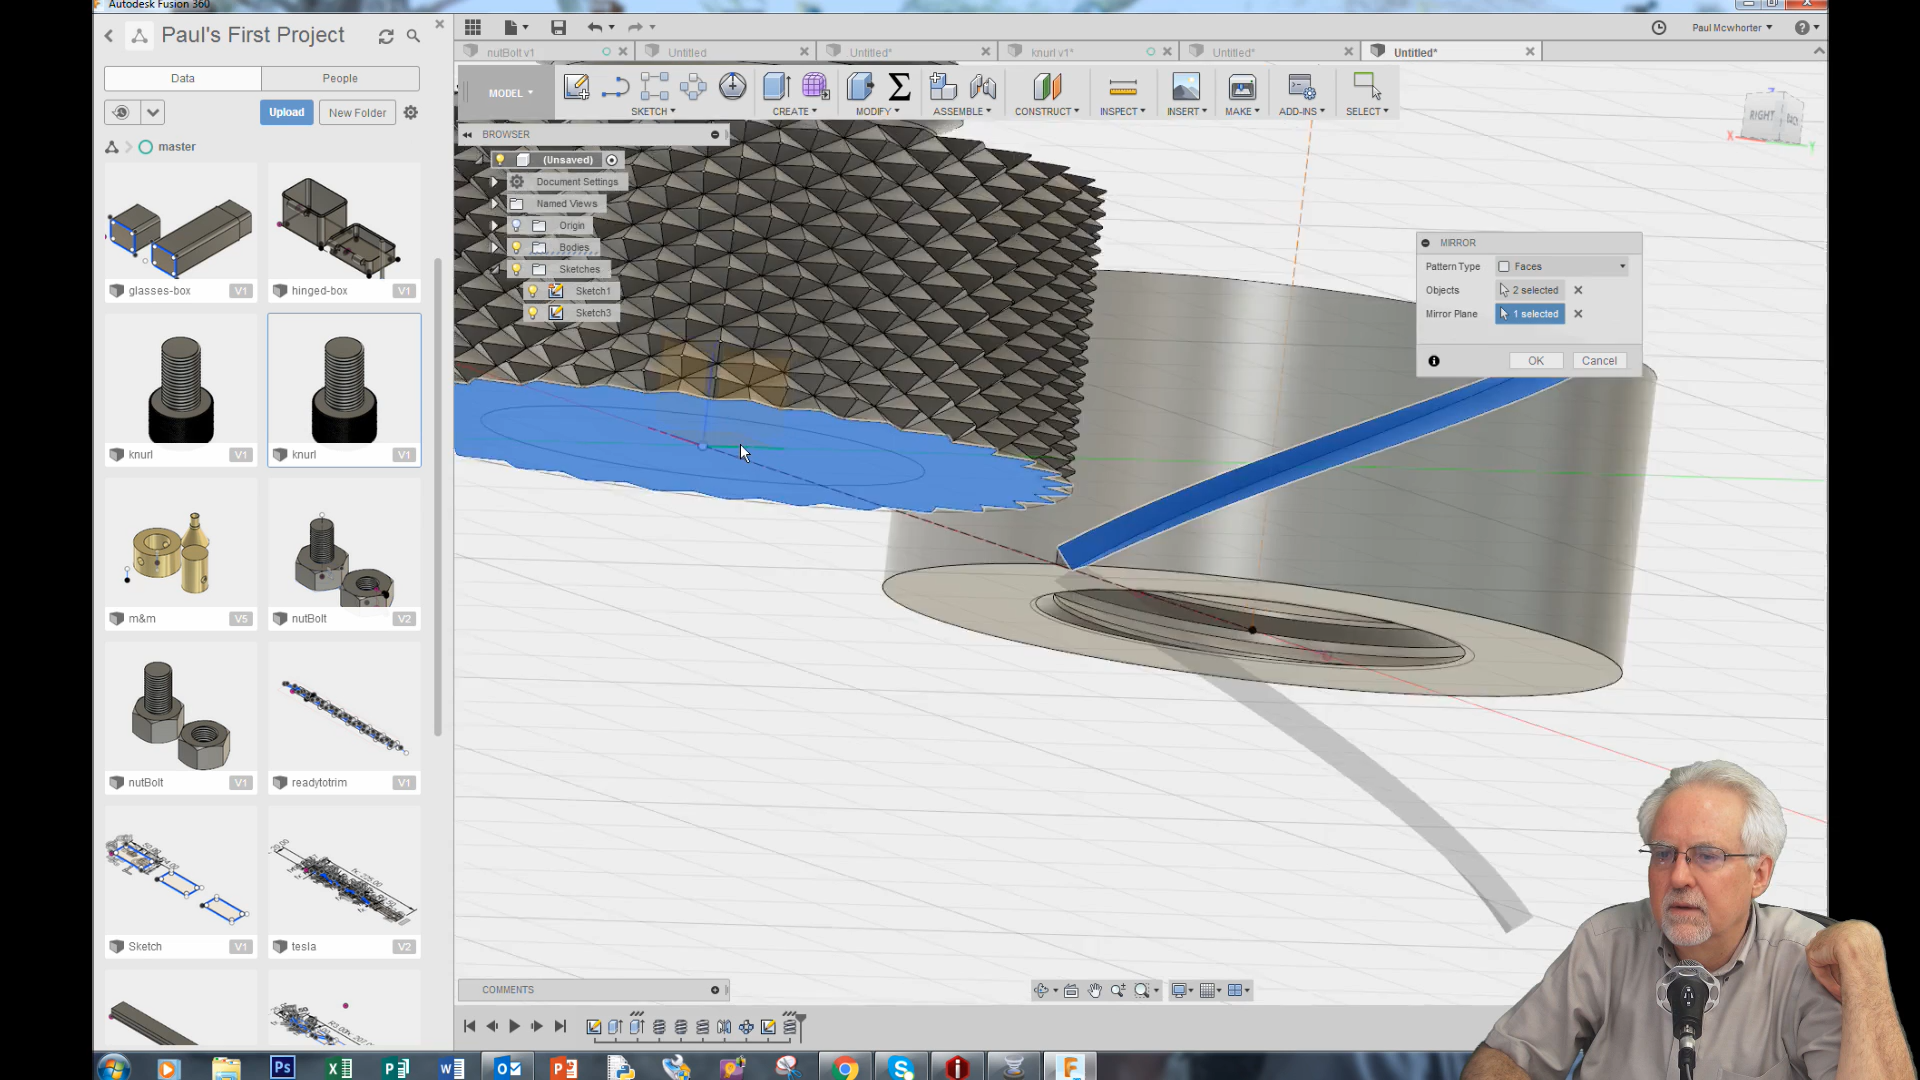 Autodesk Fusion 360
Paul's First Project
Data
People
Upload
New Folder
master
glasses-box V1
hinged-box V1
knurl V1
knurl V1
m&m V5
nutBolt V2
nutBolt V1
readytotrim V1
Sketch V1
tesla V2
Paul Mcwhorter
nutBolt v1
Untitled
Untitled*
knurl v1*
Untitled*
Untitled*
MODEL
SKETCH
CREATE
MODIFY
ASSEMBLE
CONSTRUCT
INSPECT
INSERT
MAKE
ADD-INS
SELECT
BROWSER
(Unsaved)
Document Settings
Named Views
Origin
Bodies
Sketches
Sketch1
Sketch3
RIGHT
X
Y
MIRROR
Pattern Type Faces
Objects 2 selected
Mirror Plane 1 selected
OK
Cancel
COMMENTS